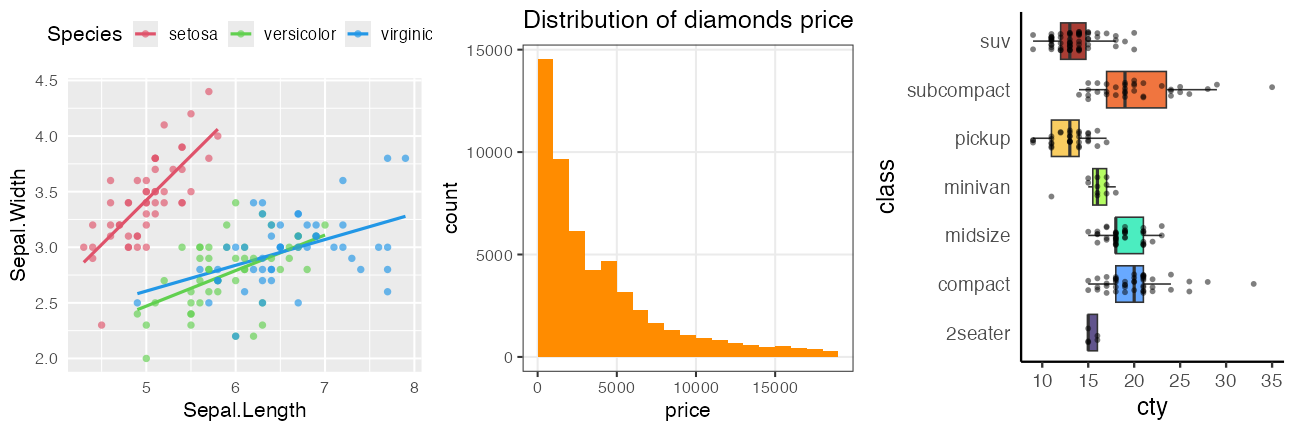 Species setosa versicolor virginic
4.5
4.0
3.5
3.0
2.5
2.0
Sepal.Width
5 6 7 8
Sepal.Length
Distribution of diamonds price
15000
10000
5000
0
count
0 5000 10000 15000
price
suv
subcompact
pickup
minivan
midsize
compact
2seater
class
10 15 20 25 30 35
cty